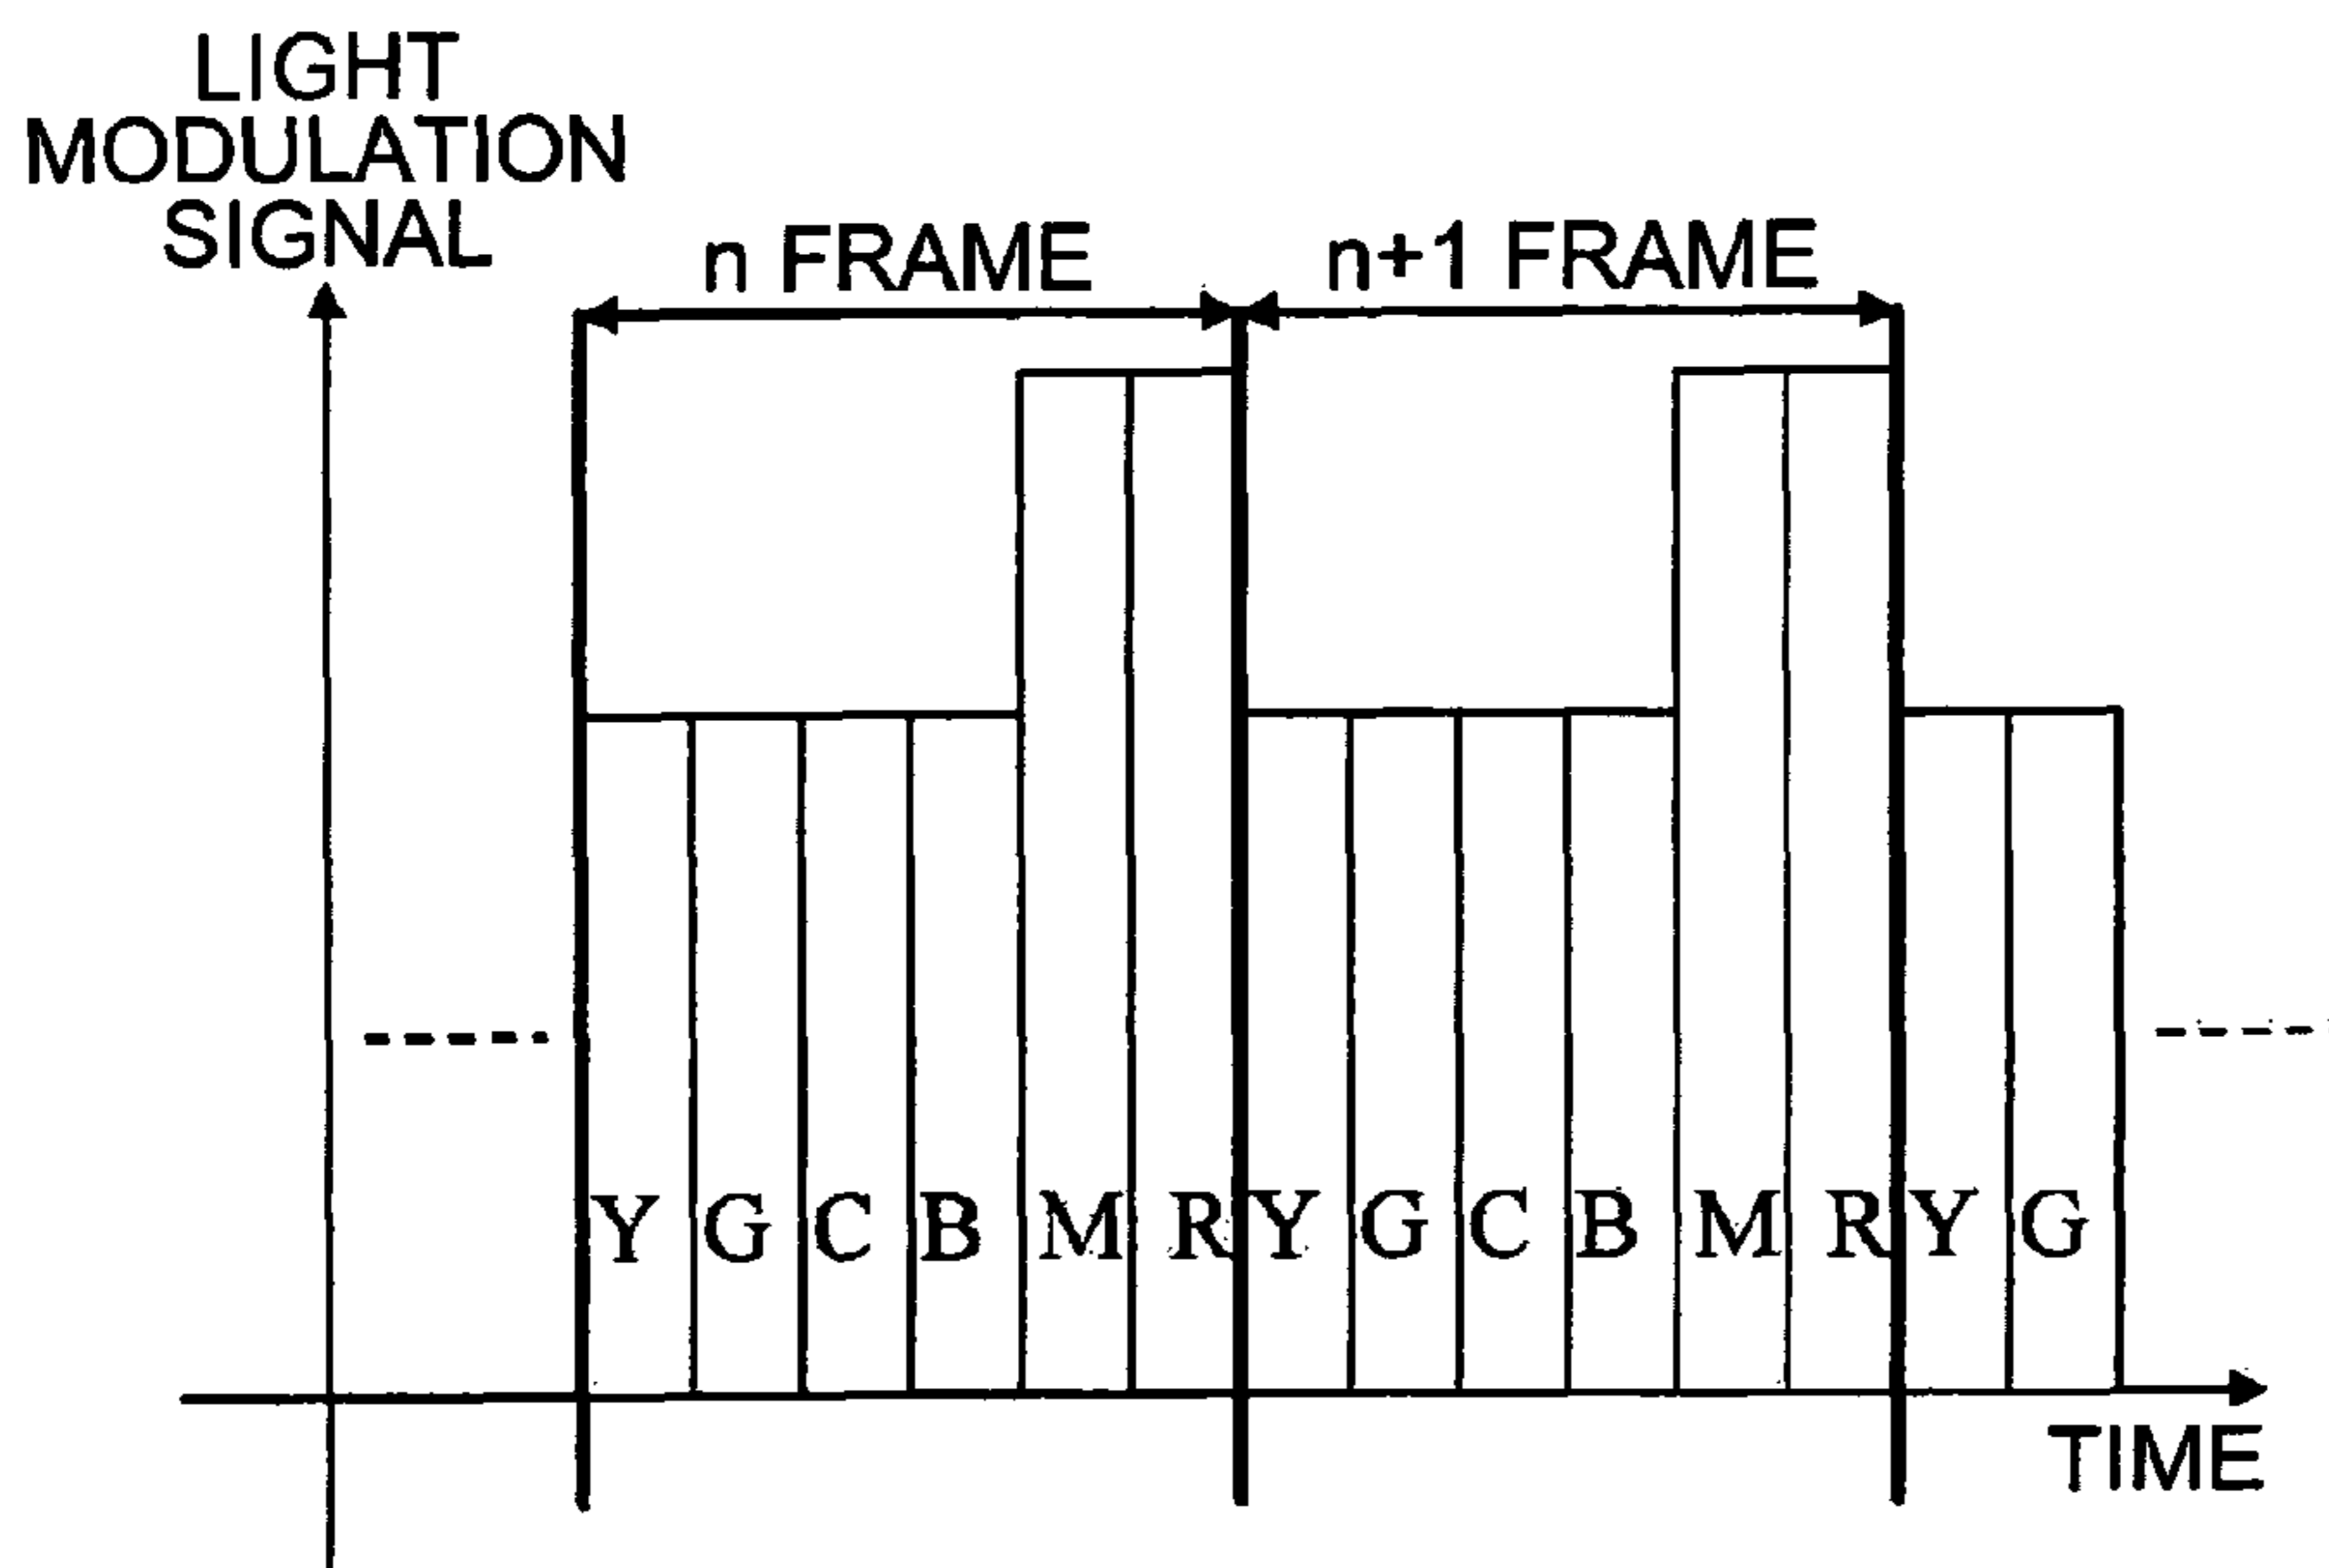 LIGHT
MODULATION
SIGNAL
n FRAME n+1 FRAME
Y G C B M R Y G C B M R Y G
TIME